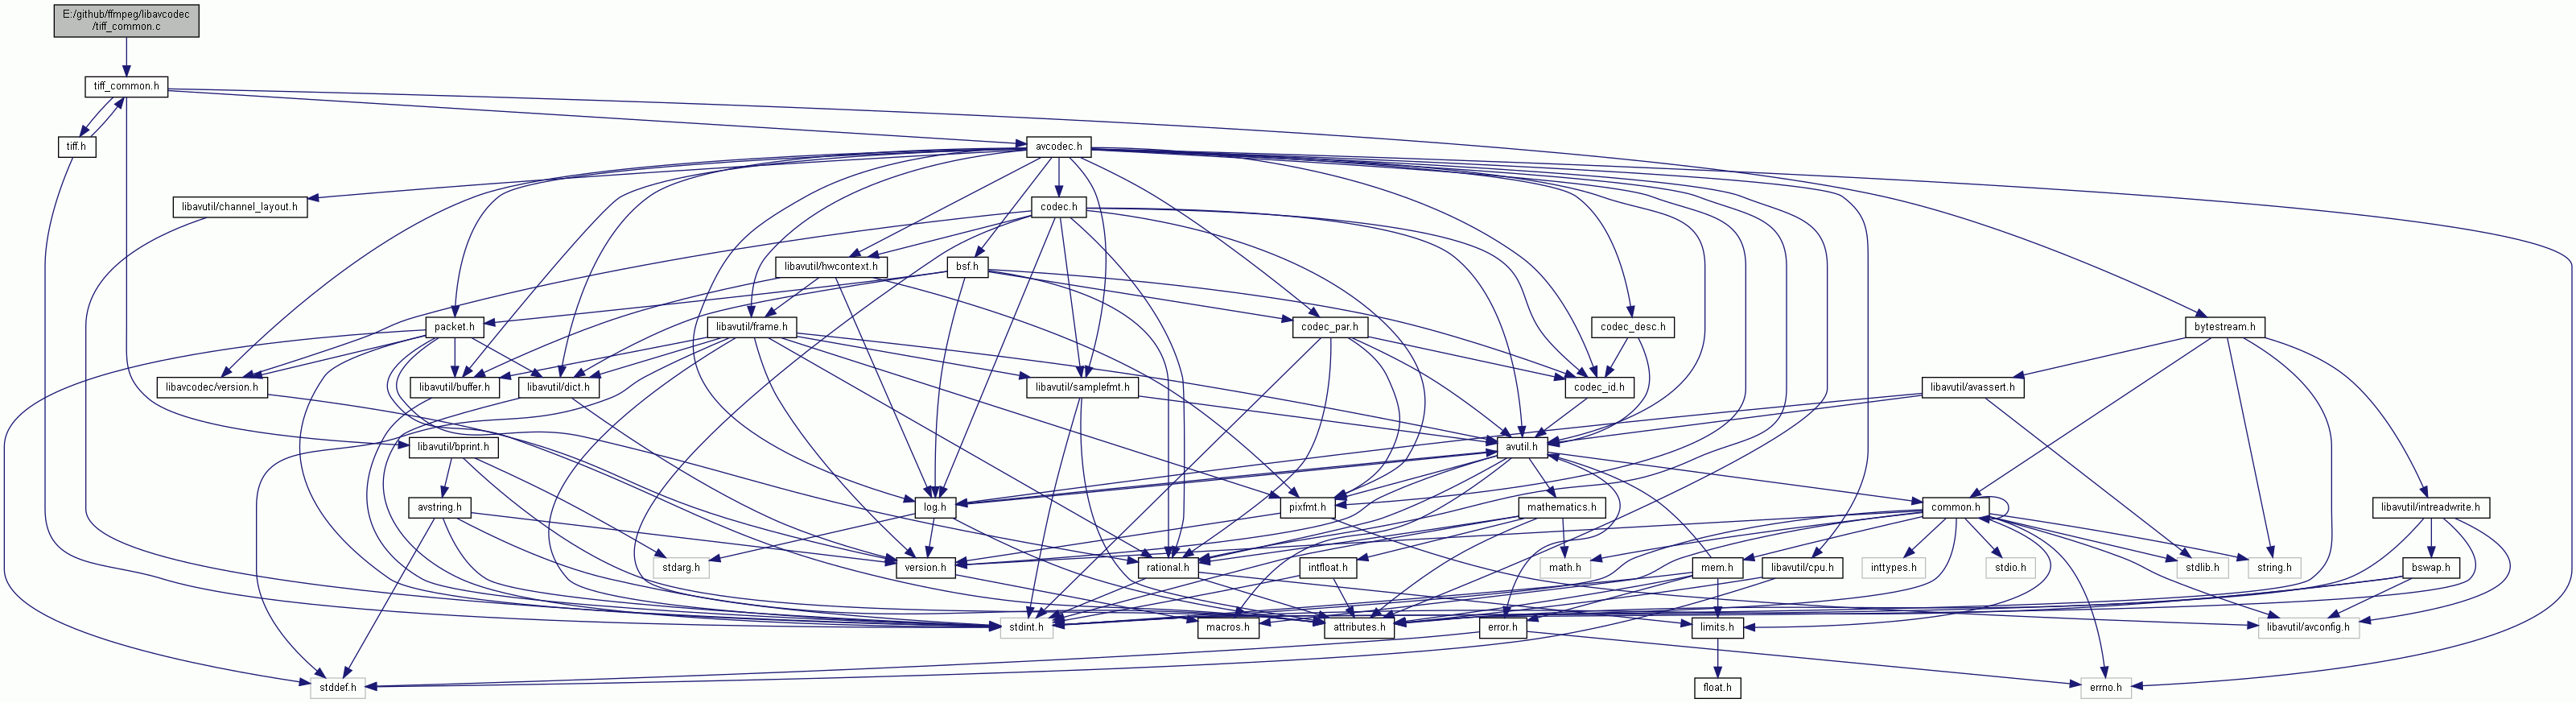 E:/github/ffmpeg/libavcodec
/tiff_common.c
tiff_common.h
tiff.h
avcodec.h
libavutil/channel_layout.h
codec.h
libavutil/hwcontext.h
bsf.h
packet.h
libavutil/frame.h
codec_par.h
codec_desc.h
bytestream.h
libavcodec/version.h
libavutil/buffer.h
libavutil/dict.h
libavutil/samplefmt.h
codec_id.h
libavutil/avassert.h
libavutil/bprint.h
avutil.h
avstring.h
log.h
pixfmt.h
mathematics.h
common.h
libavutil/intreadwrite.h
stdarg.h
version.h
rational.h
intfloat.h
math.h
mem.h
libavutil/cpu.h
inttypes.h
stdio.h
stdlib.h
string.h
bswap.h
stdint.h
macros.h
attributes.h
error.h
limits.h
libavutil/avconfig.h
stddef.h
float.h
errno.h